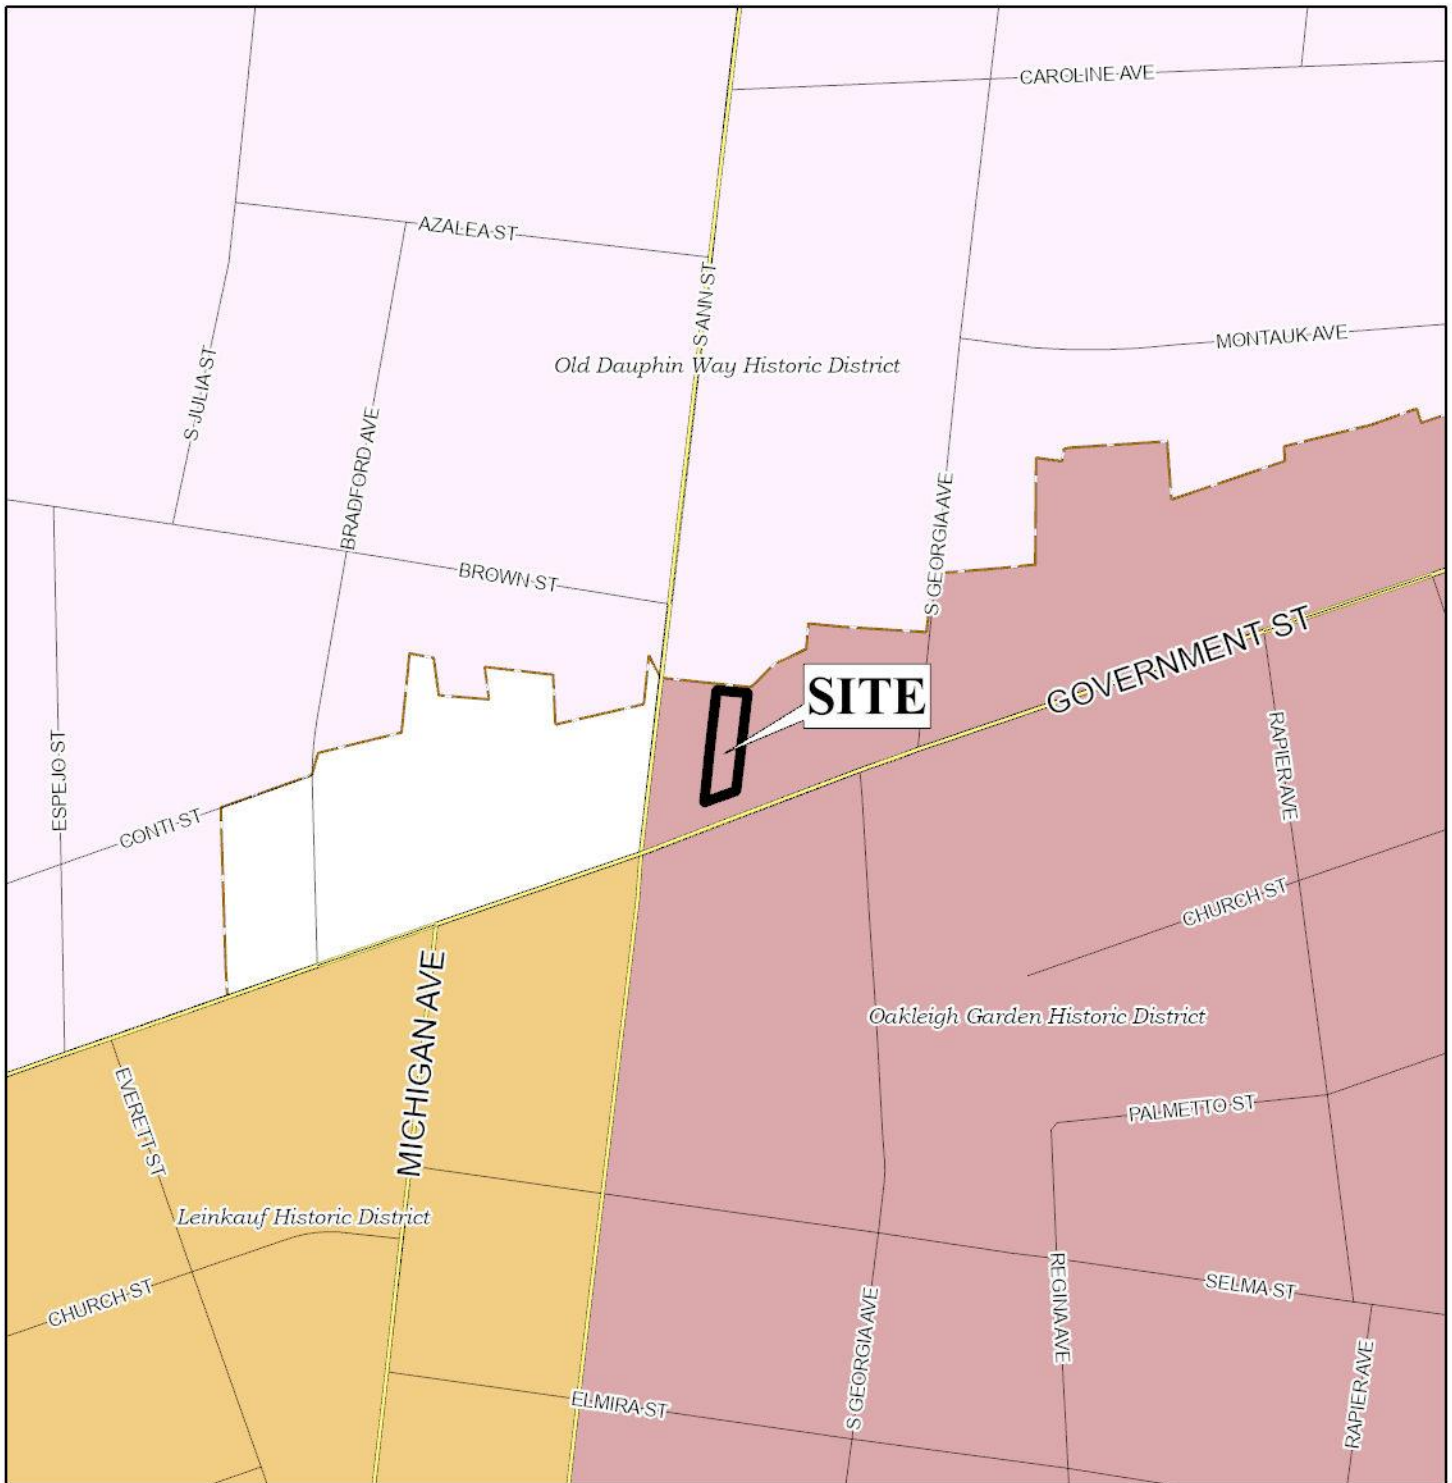 CAROLINE AVE
AZALEA ST
S ANN ST
MONTAUK AVE
Old Dauphin Way Historic District
S JULIA ST
BRADFORD AVE
S GEORGIA AVE
BROWN ST
GOVERNMENT ST
SITE
RAPIER AVE
ESPEJO ST
CONTI ST
CHURCH ST
MICHIGAN AVE
Oakleigh Garden Historic District
EVERETT ST
PALMETTO ST
Leinkauf Historic District
REGINA AVE
SELMA ST
CHURCH ST
S GEORGIA AVE
RAPIER AVE
ELMIRA ST